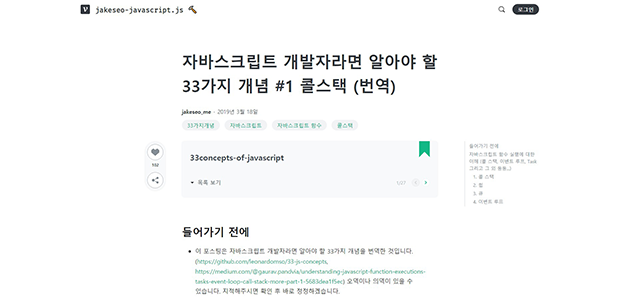 jakeseo-javascript.js
로그인
자바스크립트 개발자라면 알아야 할
33가지 개념 #1 콜스택 (번역)
jakeseo_me · 2019년 3월 18일
33가지개념 자바스크립트 자바스크립트 함수 콜스택
33concepts-of-javascript
▼ 목록 보기
들어가기 전에
자바스크립트 함수 실행에 대한
이해 (콜 스택, 이벤트 루프, Task
그리고 그 외 등등..)
1. 콜 스택
2. 힙
3. 큐
4. 이벤트 루프
들어가기 전에
이 포스팅은 자바스크립트 개발자라면 알아야 할 33가지 개념을 번역한 것입니다.
(https://github.com/leonardomso/33-js-concepts,
https://medium.com/@gaurav.pandvia/understanding-javascript-function-executions-
tasks-event-loop-call-stack-more-part-1-5683dea1f5ec) 오역이나 의역이 있을 수
있습니다. 지적해주시면 확인 후 바로 정정하겠습니다.